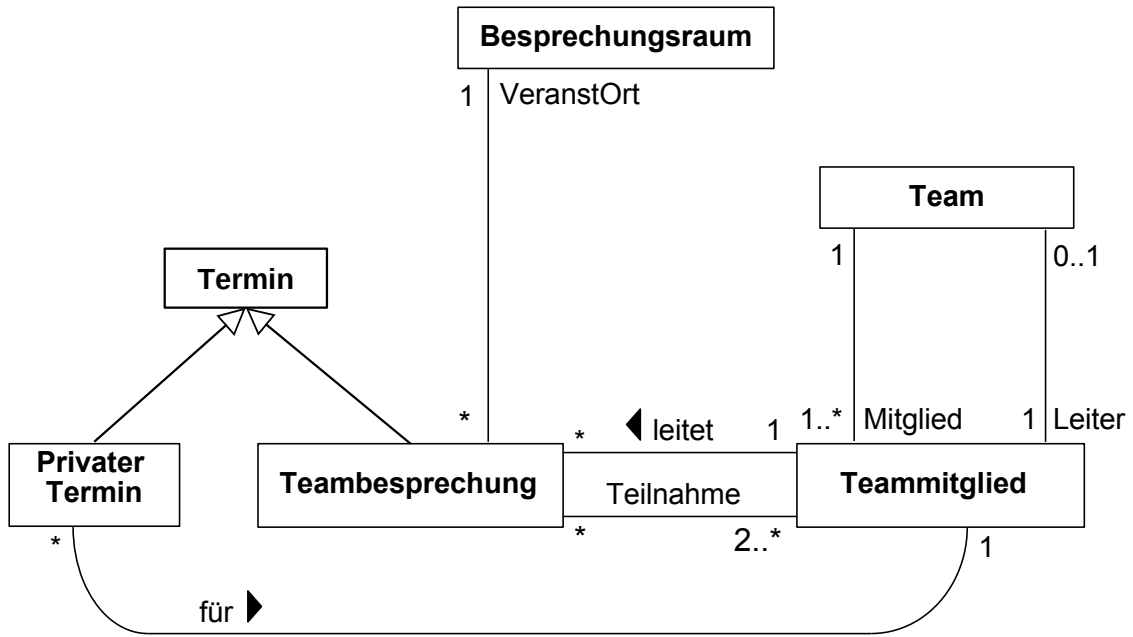 Besprechungsraum
1 VeranstOrt
Team
1
0..1
Termin
*
* leitet 1
1..* Mitglied
1 Leiter
Privater
Termin
Teambesprechung
Teammitglied
Teilnahme
*
* 2..*
1
für